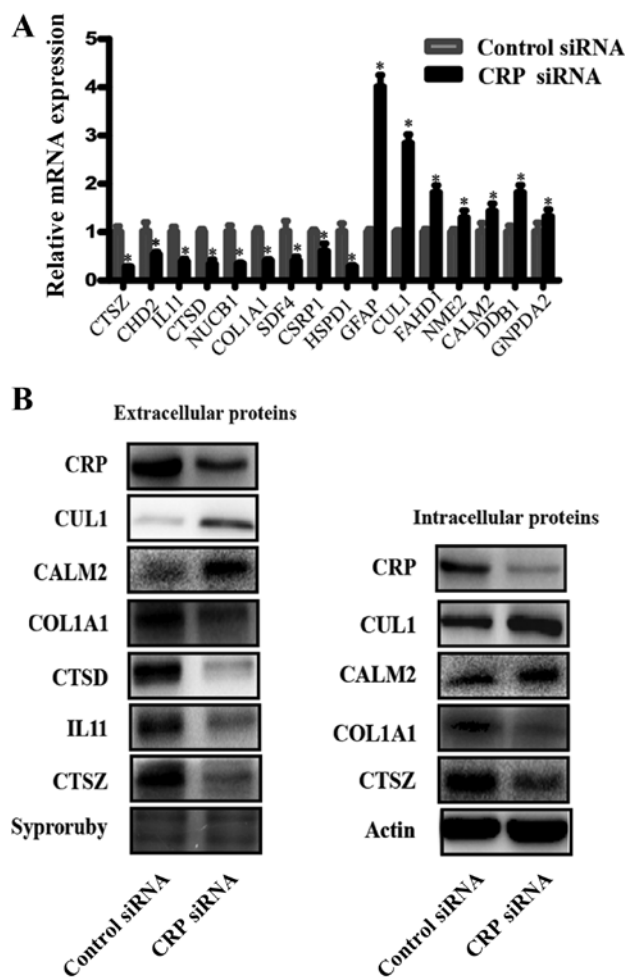 A
Relative mRNA expression
5
4
3
2
1
0
Control siRNA
CRP siRNA
* * * * * * * * * * * * * * * *
CTSZ
CHD2
IL11
CTSD
NUCB1
COL1A1
SDF4
CSRP1
HSPD1
GFAP
CUL1
FAHD1
NME2
CALM2
DDB1
GNPDA2
B
Extracellular proteins
CRP
CUL1
CALM2
COL1A1
CTSD
IL11
CTSZ
Syproruby
Control siRNA
CRP siRNA
Intracellular proteins
CRP
CUL1
CALM2
COL1A1
CTSZ
Actin
Control siRNA
CRP siRNA